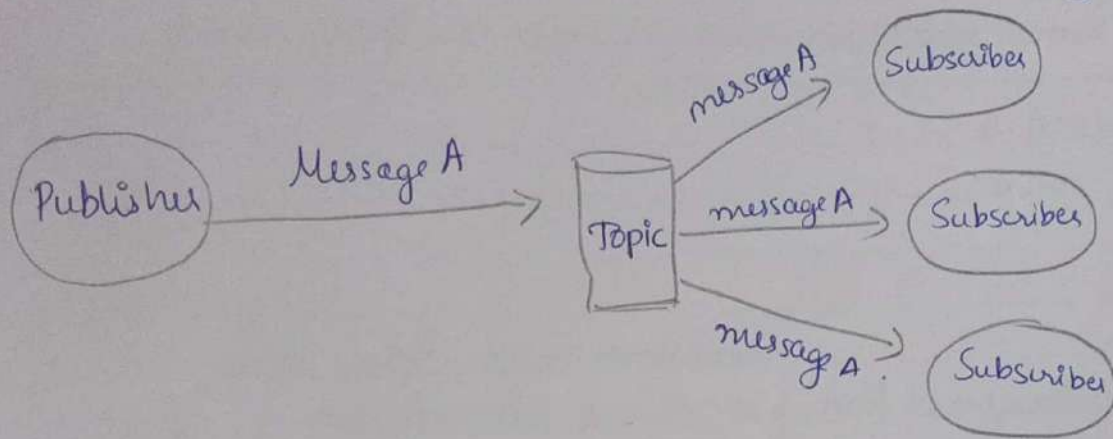 Publisher
Message A
Topic
message A
Subscriber
message A
Subscriber
message A.
Subscriber